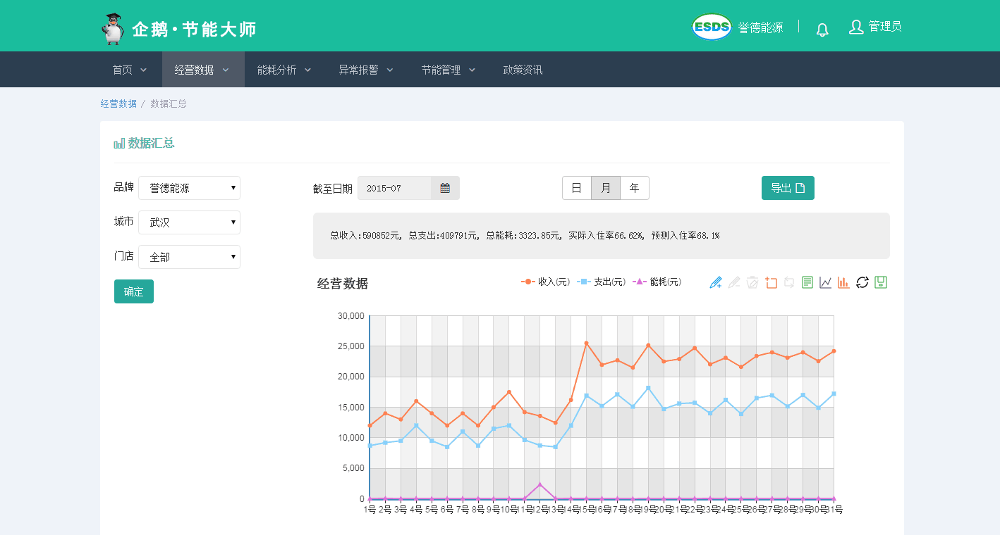 企鹅·节能大师
ESDS 誉德能源 管理员
首页 经营数据 能耗分析 异常报警 节能管理 政策资讯
经营数据 / 数据汇总
数据汇总
品牌 誉德能源 截至日期 2015-07 日 月 年 导出
城市 武汉
总收入:590852元, 总支出:409791元, 总能耗:3323.85元, 实际入住率66.62%, 预测入住率68.1%
门店 全部
确定
经营数据 收入(元) 支出(元) 能耗(元)
30,000
25,000
20,000
15,000
10,000
5,000
0
1号 2号 3号 4号 5号 6号 7号 8号 9号 10号 11号 12号 13号 14号 15号 16号 17号 18号 19号 20号 21号 22号 23号 24号 25号 26号 27号 28号 29号 30号 31号